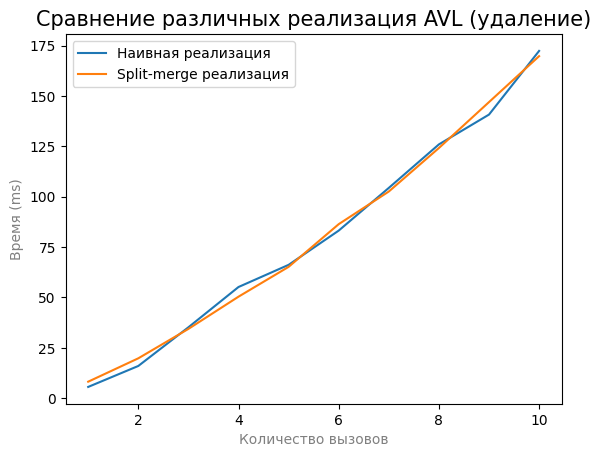 Сравнение различных реализация AVL (удаление)
Наивная реализация
Split-merge реализация
175
150
125
100
75
50
25
0
Время (ms)
2 4 6 8 10
Количество вызовов